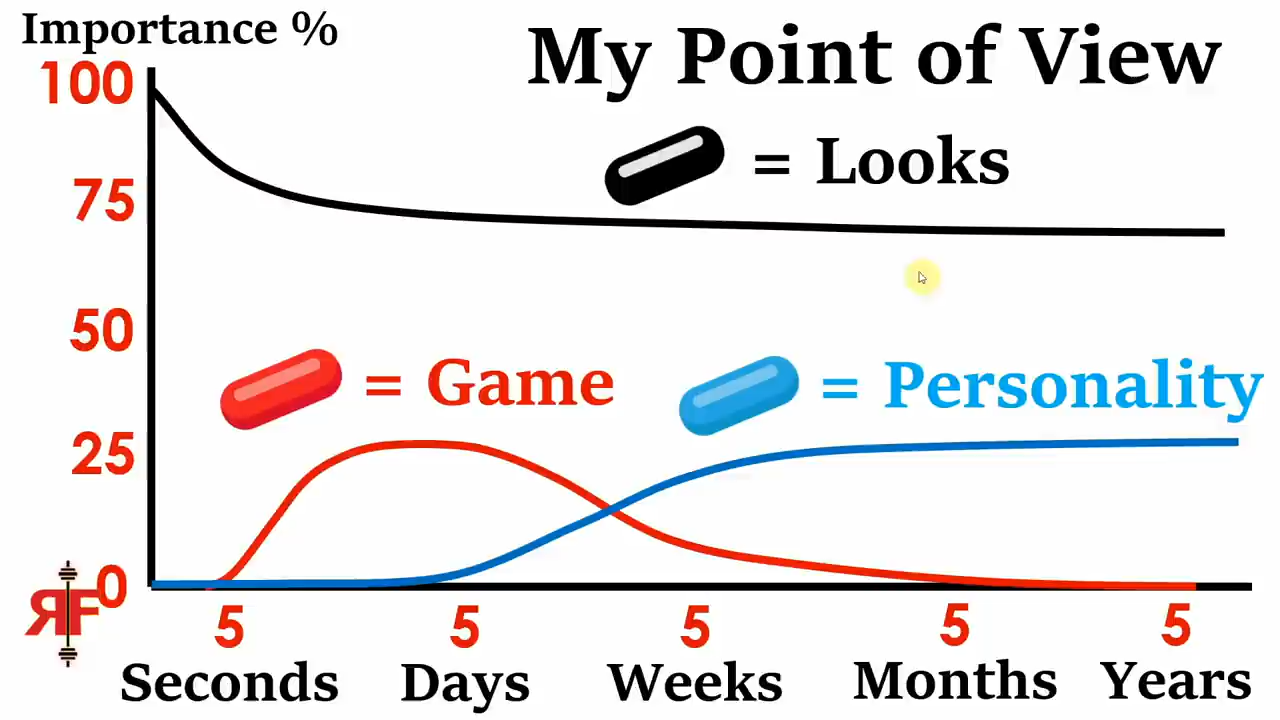 Importance %
My Point of View
100
= Looks
75
50
= Game
= Personality
25
0
RF
5 5 5 5 5
Seconds Days Weeks Months Years